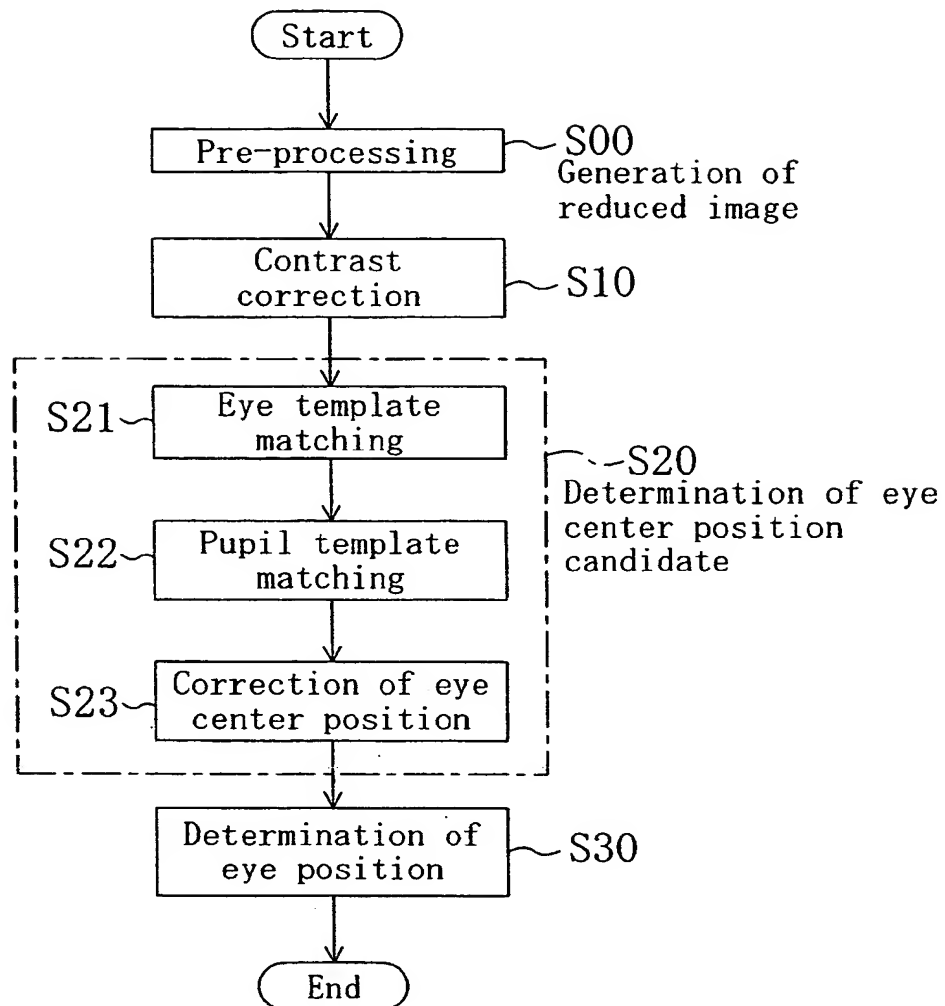 Start
Pre-processing
S00
Generation of
reduced image
Contrast
correction
S10
S21
Eye template
matching
S20
Determination of eye
center position
candidate
S22
Pupil template
matching
S23
Correction of eye
center position
Determination of
eye position
S30
End